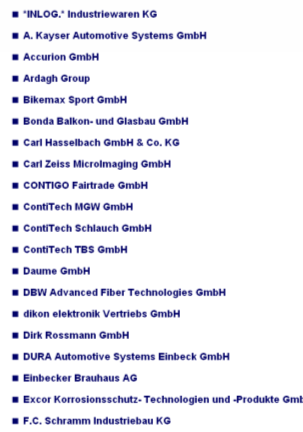 "INLOG." Industriewaren KG
A. Kayser Automotive Systems GmbH
Accurion GmbH
Ardagh Group
Bikemax Sport GmbH
Bonda Balkon- und Glasbau GmbH
Carl Hasselbach GmbH & Co. KG
Carl Zeiss MicroImaging GmbH
CONTIGO Fairtrade GmbH
ContiTech MGW GmbH
ContiTech Schlauch GmbH
ContiTech TBS GmbH
Daume GmbH
DBW Advanced Fiber Technologies GmbH
dikon elektronik Vertriebs GmbH
Dirk Rossmann GmbH
DURA Automotive Systems Einbeck GmbH
Einbecker Brauhaus AG
Excor Korrosionsschutz- Technologien und -Produkte Gmb
F.C. Schramm Industriebau KG